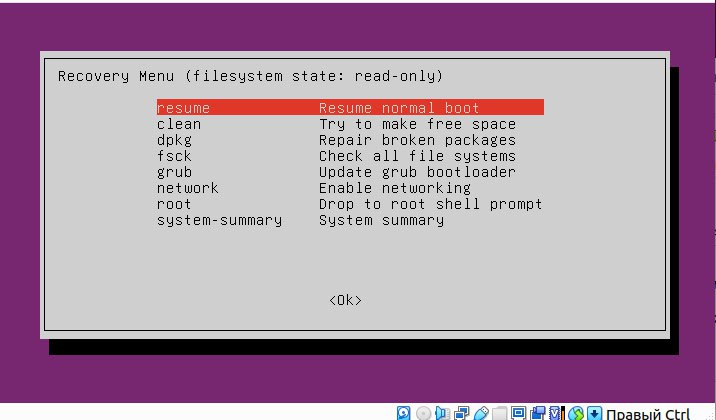 Recovery Menu (filesystem state: read-only)
resume Resume normal boot
clean Try to make free space
dpkg Repair broken packages
fsck Check all file systems
grub Update grub bootloader
network Enable networking
root Drop to root shell prompt
system-summary System summary
<Ok>
Правый Ctrl